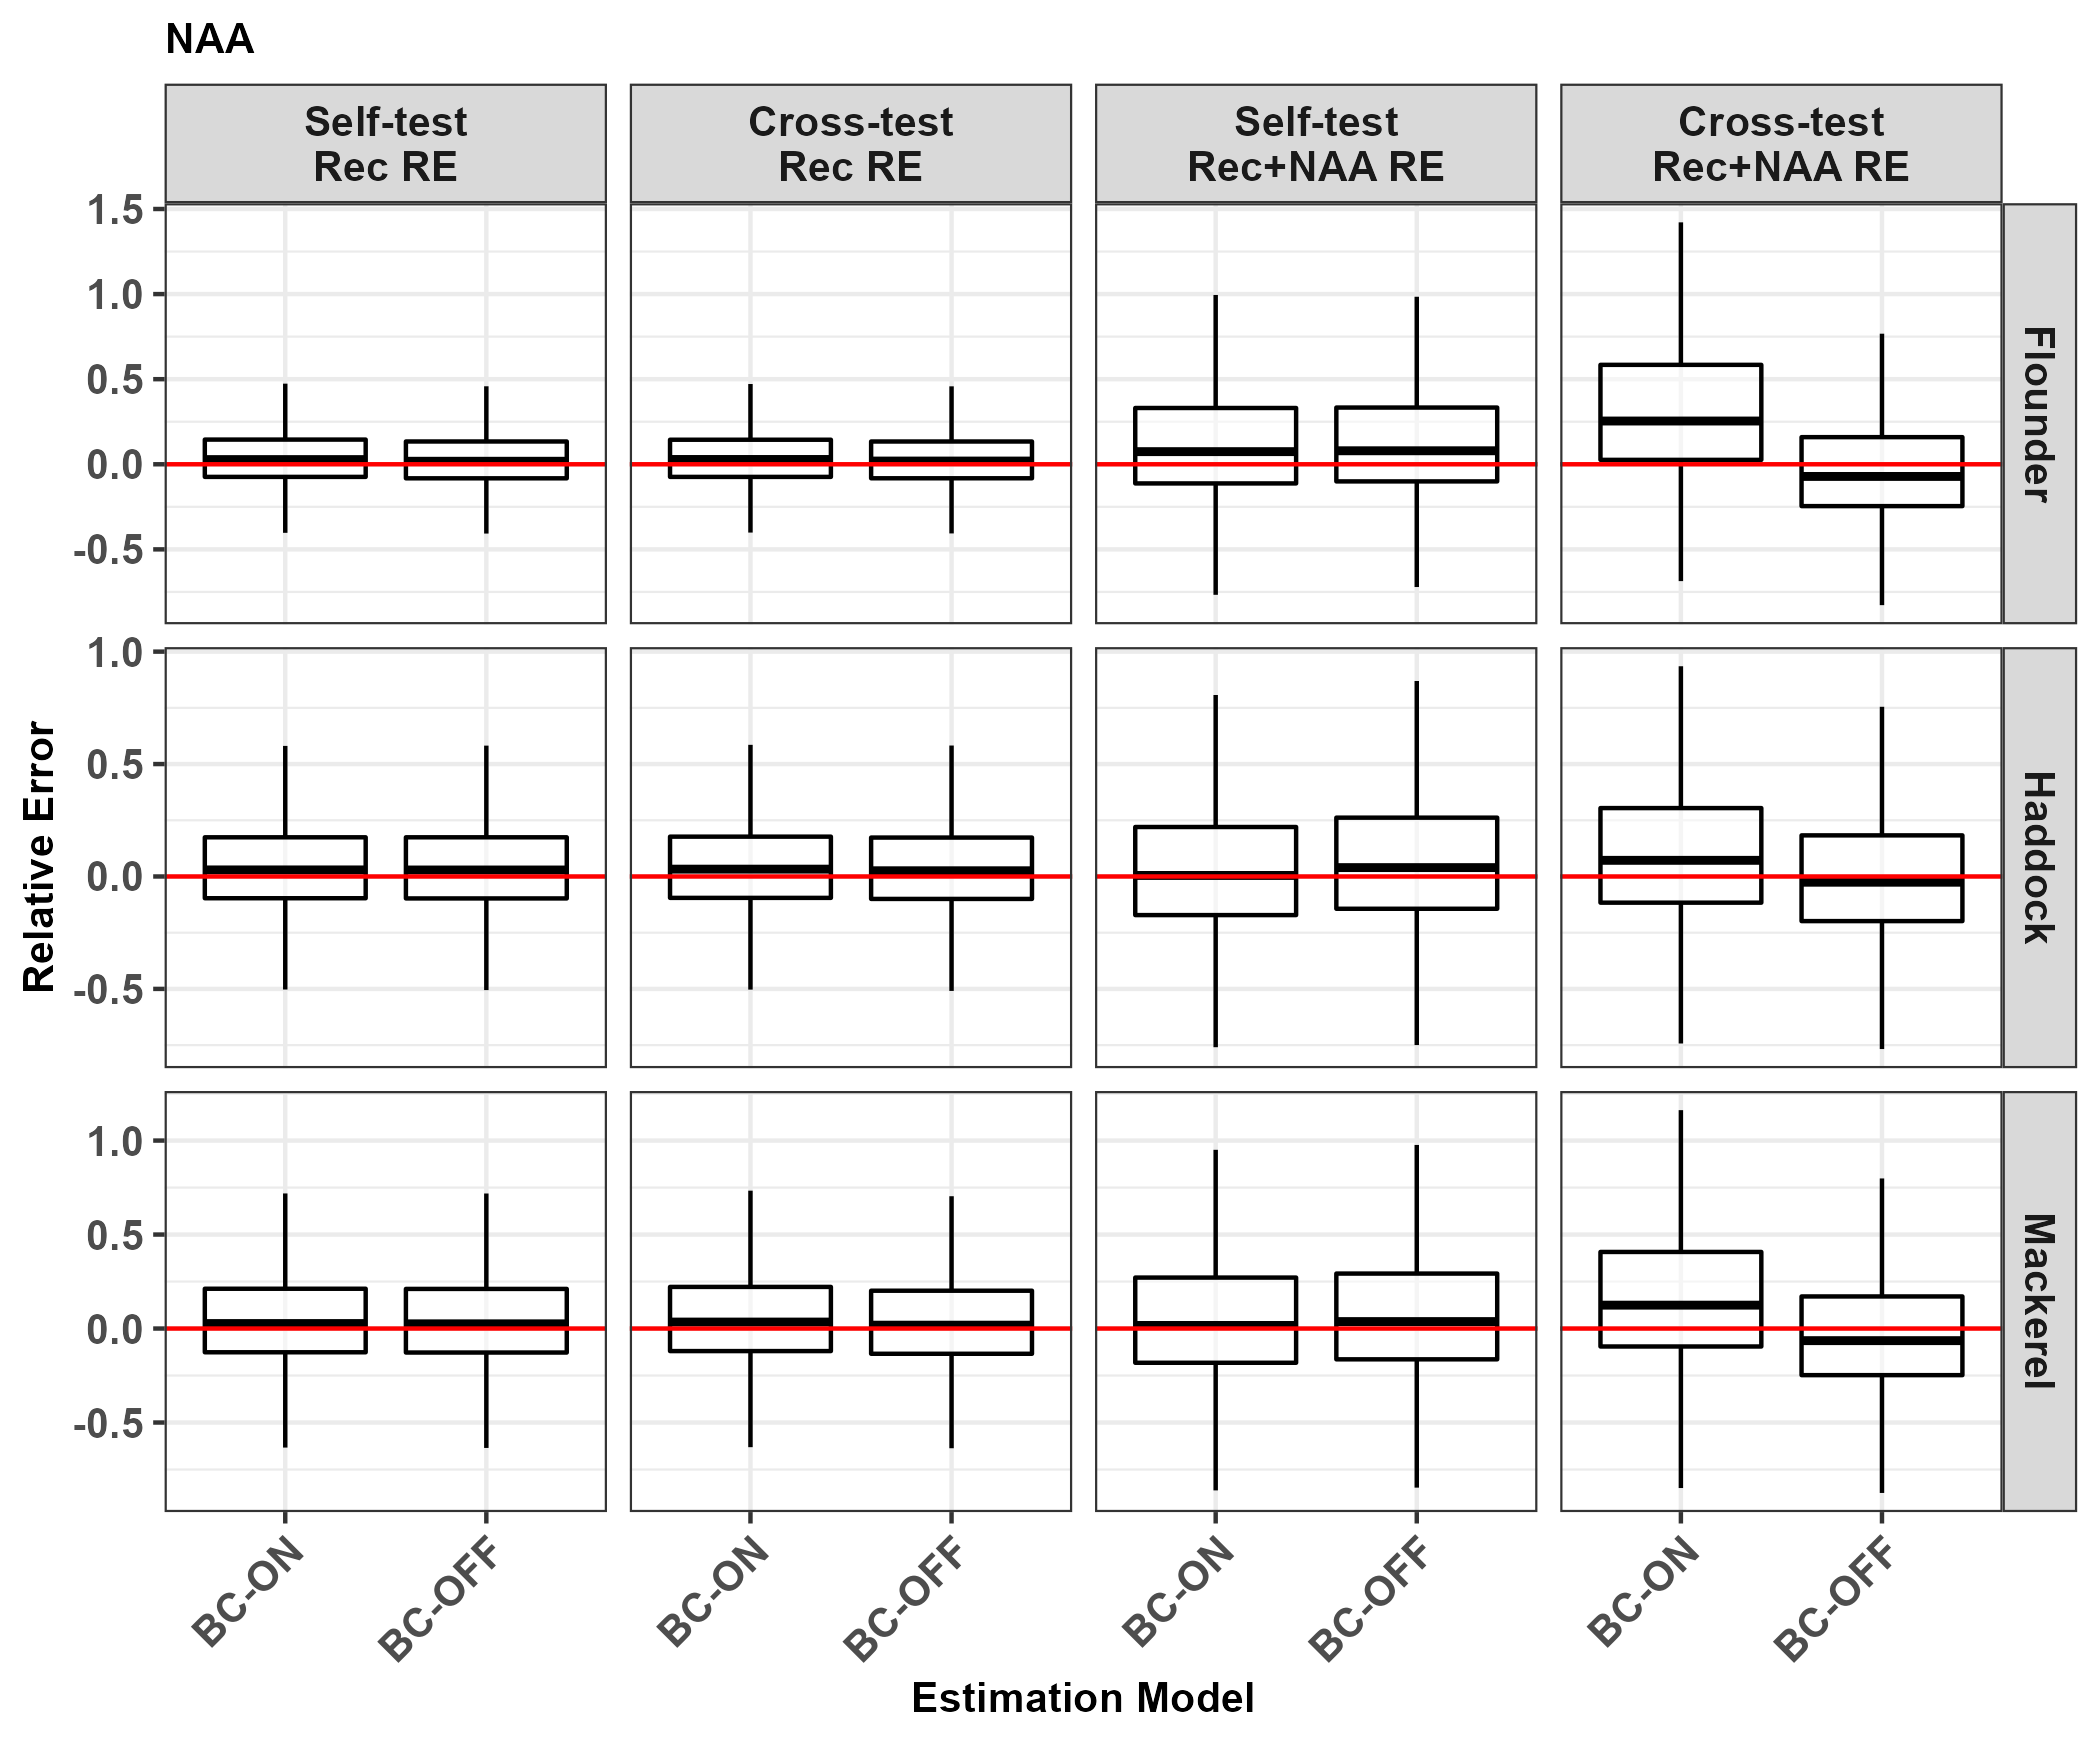 NAA
Self-test
Rec RE
Cross-test
Rec RE
Self-test
Rec+NAA RE
Cross-test
Rec+NAA RE
1.5
1.0
0.5
0.0
-0.5
Flounder
1.0
0.5
0.0
-0.5
Haddock
1.0
0.5
0.0
-0.5
Mackerel
Relative Error
BC-ON
BC-OFF
BC-ON
BC-OFF
BC-ON
BC-OFF
BC-ON
BC-OFF
Estimation Model